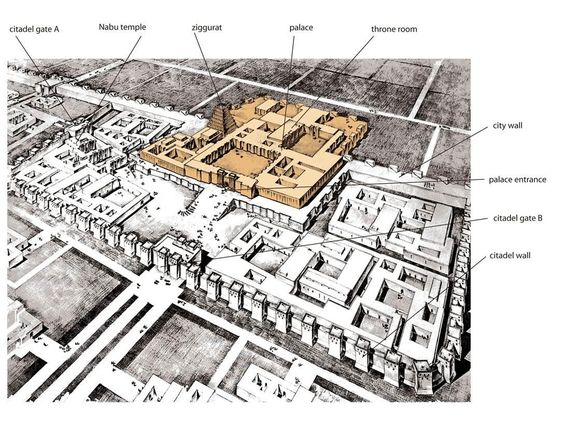 citadel gate A
Nabu temple
ziggurat
palace
throne room
city wall
palace entrance
citadel gate B
citadel wall